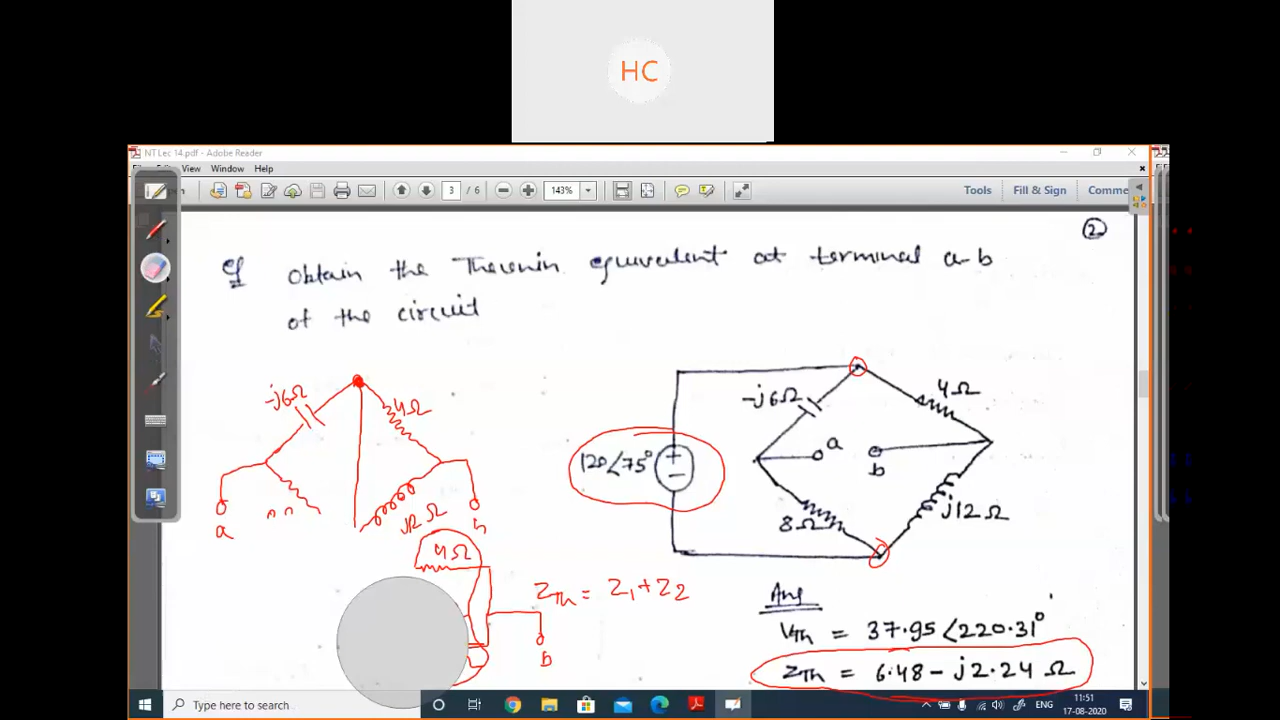 HC
NT Lec 14.pdf - Adobe Reader
View Window Help
3 / 6 143% Tools Fill & Sign Comme
2
Obtain the Thevenin equivalent at terminal a-b
of the circuit
-j6Ω
4Ω
j12 Ω
a
4Ω
ZTh = Z1+Z2
b
-j6Ω
4Ω
120∠75°
+
-
a
b
8Ω
j12 Ω
Ans
VTh = 37.95 ∠220.31°
ZTh = 6.48 - j2.24 Ω
Type here to search
ENG
11:51
17-08-2020